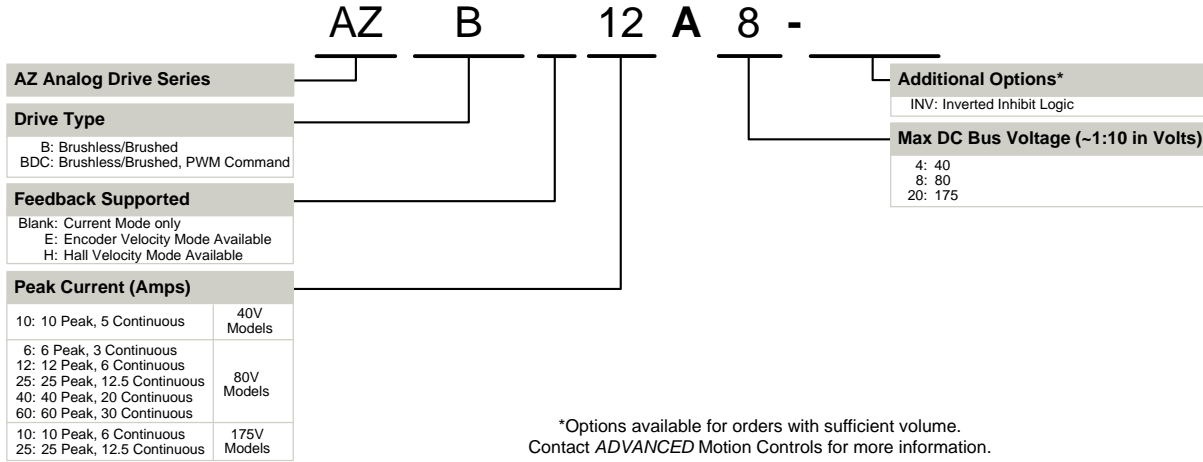 AZ B 12 A 8 -
AZ Analog Drive Series
Drive Type
B: Brushless/Brushed
BDC: Brushless/Brushed, PWM Command
Feedback Supported
Blank: Current Mode only
E: Encoder Velocity Mode Available
H: Hall Velocity Mode Available
Peak Current (Amps)
10: 10 Peak, 5 Continuous
40V
Models
6: 6 Peak, 3 Continuous
12: 12 Peak, 6 Continuous
25: 25 Peak, 12.5 Continuous
40: 40 Peak, 20 Continuous
60: 60 Peak, 30 Continuous
80V
Models
10: 10 Peak, 6 Continuous
25: 25 Peak, 12.5 Continuous
175V
Models
Additional Options*
INV: Inverted Inhibit Logic
Max DC Bus Voltage (~1:10 in Volts)
4: 40
8: 80
20: 175
*Options available for orders with sufficient volume.
Contact ADVANCED Motion Controls for more information.